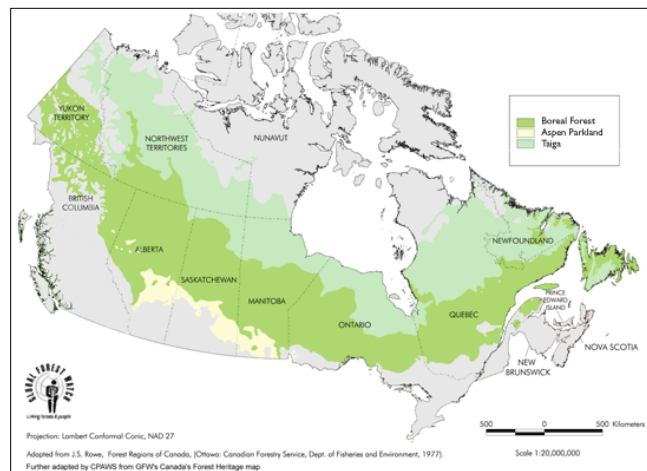 Boreal Forest
Aspen Parkland
Taiga
YUKON
TERRITORY
NORTHWEST
TERRITORIES
NUNAVUT
BRITISH
COLUMBIA
ALBERTA
SASKATCHEWAN
MANITOBA
ONTARIO
QUEBEC
NEWFOUNDLAND
PRINCE
EDWARD
ISLAND
NOVA SCOTIA
NEW
BRUNSWICK
GLOBAL FOREST WATCH
Linking forests & people
500 0 500 Kilometers
Projection: Lambert Conformal Conic, NAD 27
Scale 1:20,000,000
Adapted from J.S. Rowe, Forest Regions of Canada, (Ottawa: Canadian Forestry Service, Dept. of Fisheries and Environment, 1977).
Further adapted by CPAWS from GFW's Canada's Forest Heritage map